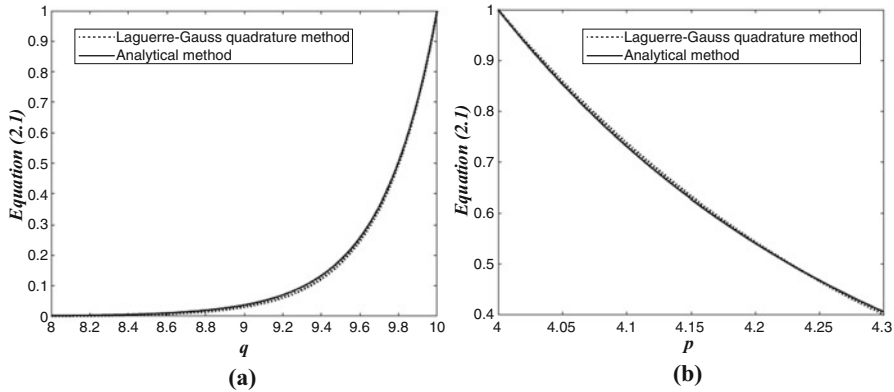 Laguerre-Gauss quadrature method
Analytical method
Equation (2.1)
1
0.9
0.8
0.7
0.6
0.5
0.4
0.3
0.2
0.1
0
8 8.2 8.4 8.6 8.8 9 9.2 9.4 9.6 9.8 10
q
(a)
Laguerre-Gauss quadrature method
Analytical method
Equation (2.1)
1
0.9
0.8
0.7
0.6
0.5
0.4
4 4.05 4.1 4.15 4.2 4.25 4.3
p
(b)